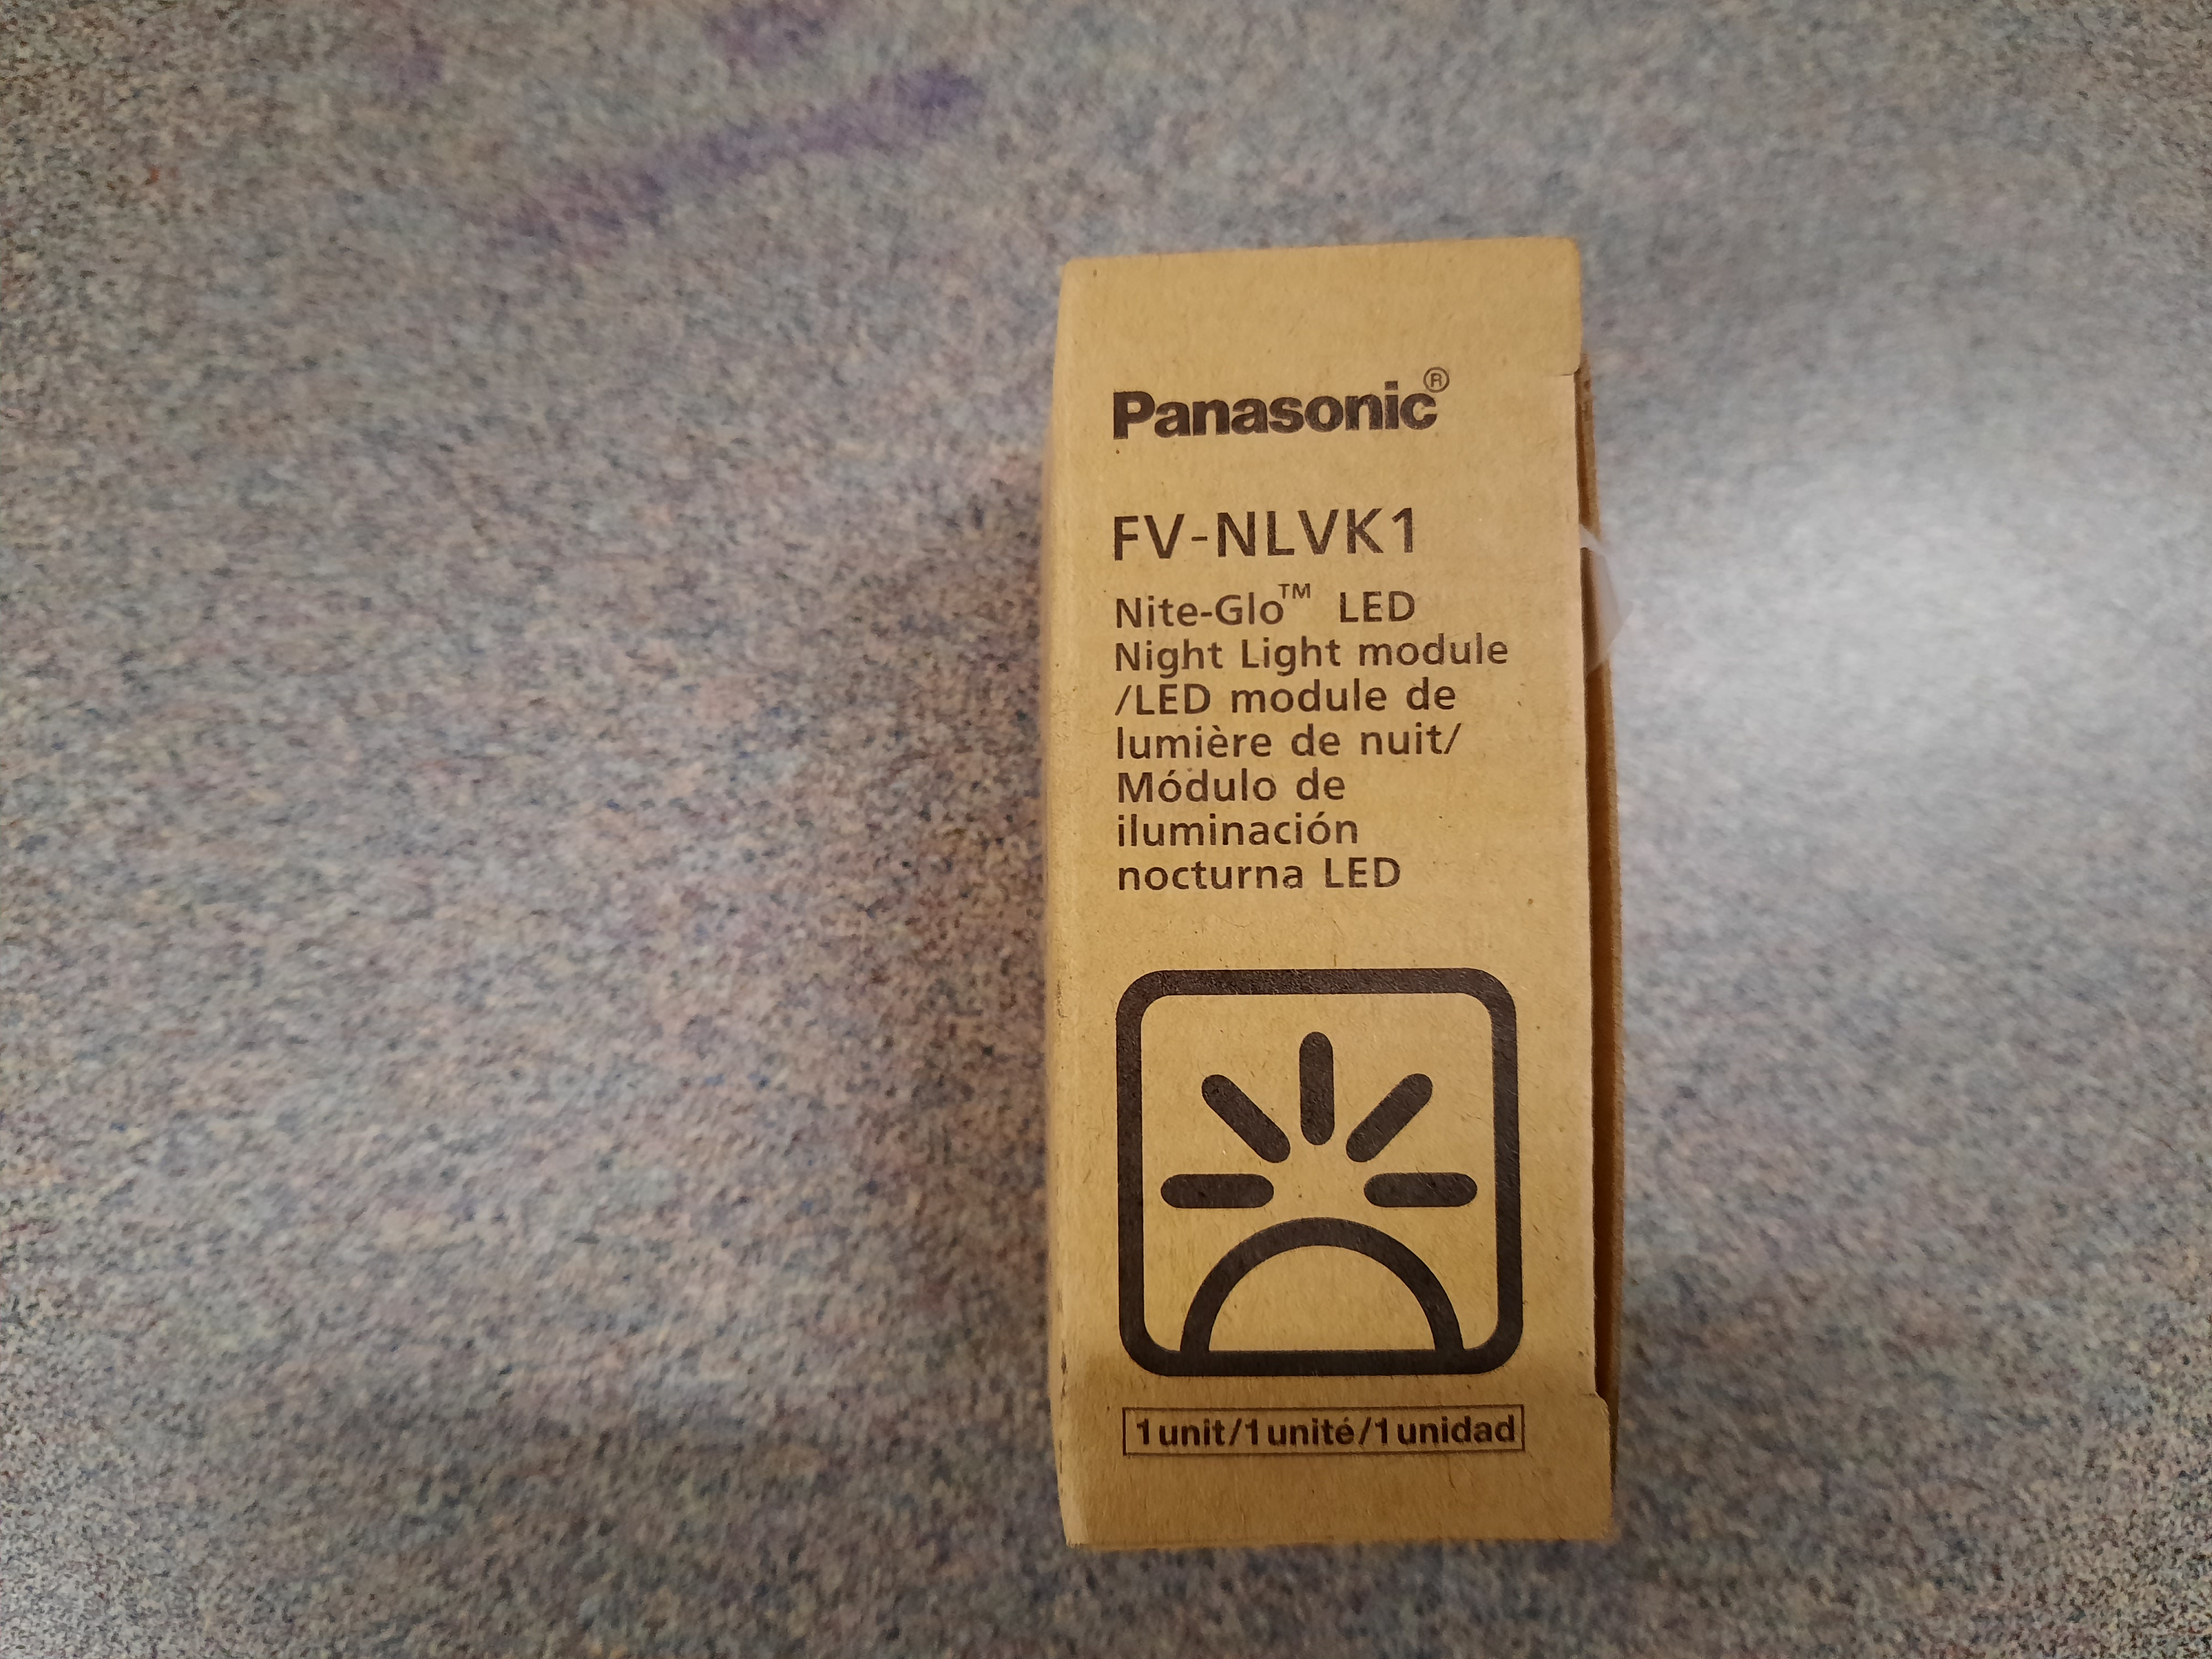 Panasonic®
FV-NLVK1
Nite-Glo™ LED
Night Light module
/LED module de
lumière de nuit/
Módulo de
iluminación
nocturna LED
1 unit/1 unité/1 unidad